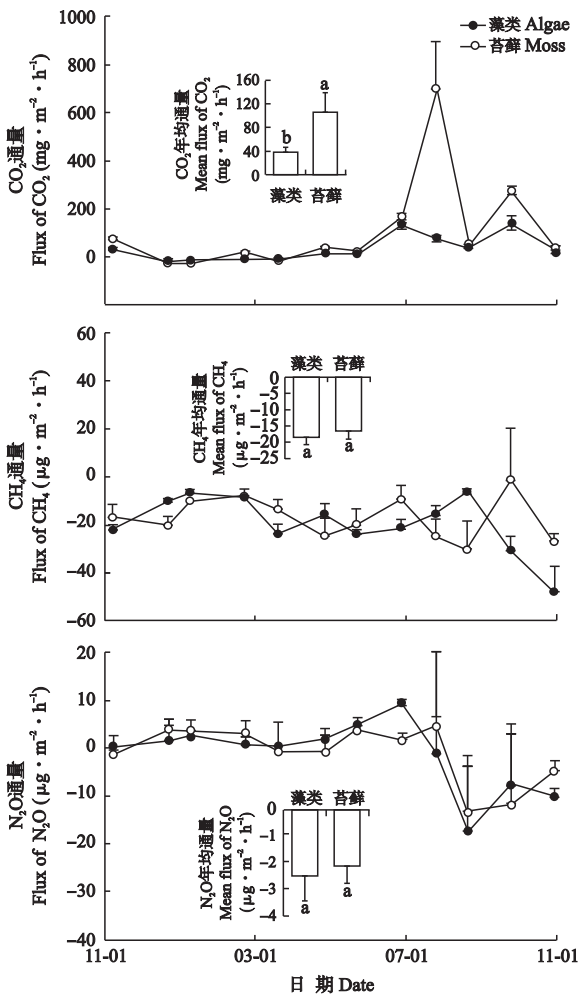 藻类 Algae
苔藓 Moss
CO₂通量
Flux of CO₂ (mg·m⁻²·h⁻¹)
1000
800
600
400
200
0
CO₂年均通量
Mean flux of CO₂
(mg·m⁻²·h⁻¹)
160
120
80
40
0
b
a
藻类 苔藓
CH₄通量
Flux of CH₄ (μg·m⁻²·h⁻¹)
60
40
20
0
−20
−40
−60
CH₄年均通量
Mean flux of CH₄
(μg·m⁻²·h⁻¹)
藻类 苔藓
0
−5
−10
−15
−20
−25
a
a
N₂O通量
Flux of N₂O (μg·m⁻²·h⁻¹)
20
10
0
−10
−20
−30
−40
N₂O年均通量
Mean flux of N₂O
(μg·m⁻²·h⁻¹)
藻类 苔藓
0
−1
−2
−3
−4
a
a
11-01 03-01 07-01 11-01
日 期 Date